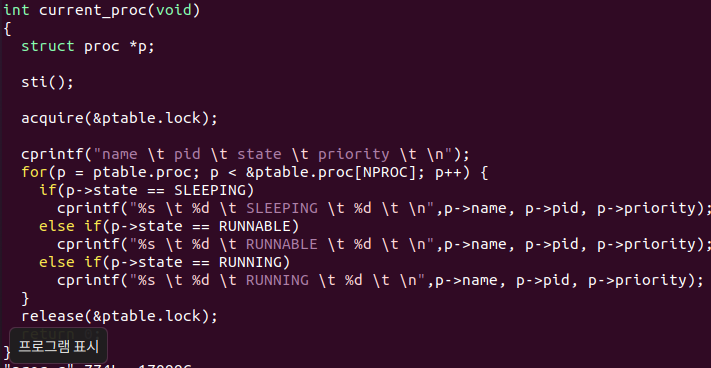 int current_proc(void)
{
  struct proc *p;

  sti();

  acquire(&ptable.lock);

  cprintf("name \t pid \t state \t priority \t \n");
  for(p = ptable.proc; p < &ptable.proc[NPROC]; p++) {
    if(p->state == SLEEPING)
      cprintf("%s \t %d \t SLEEPING \t %d \t \n",p->name, p->pid, p->priority);
    else if(p->state == RUNNABLE)
      cprintf("%s \t %d \t RUNNABLE \t %d \t \n",p->name, p->pid, p->priority);
    else if(p->state == RUNNING)
      cprintf("%s \t %d \t RUNNING \t %d \t \n",p->name, p->pid, p->priority);
  }
  release(&ptable.lock);
}
프로그램 표시